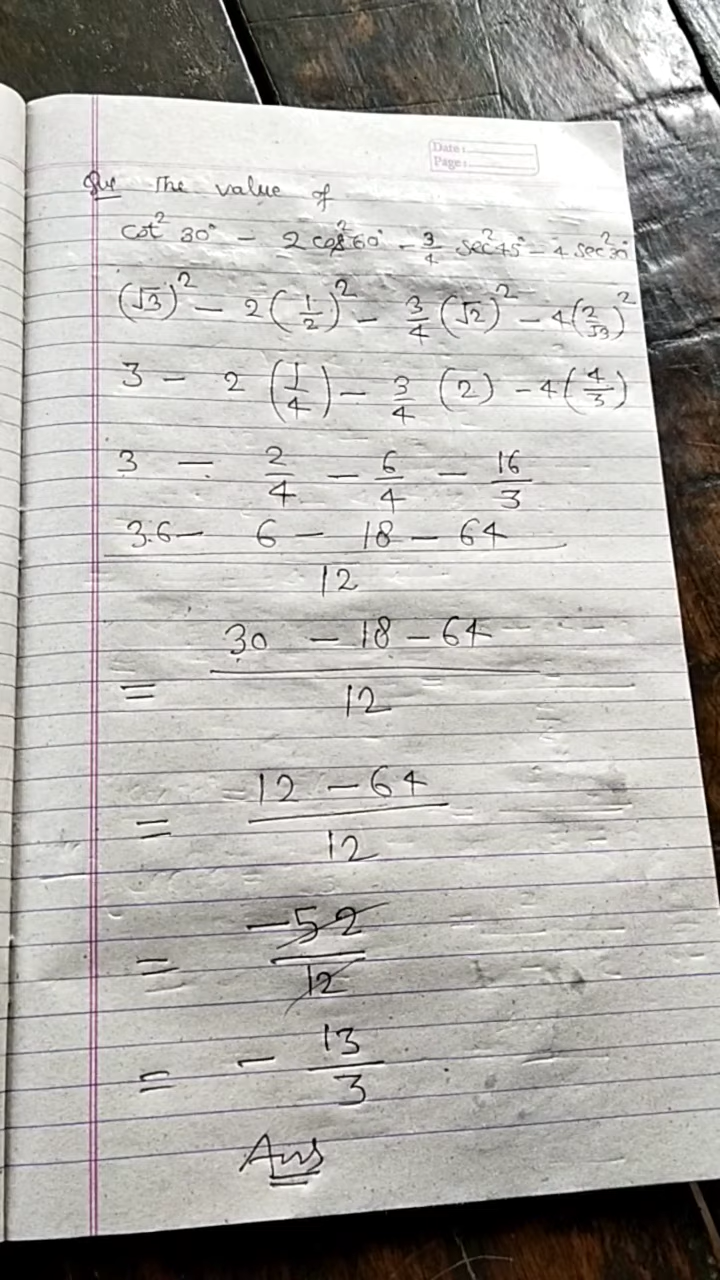 Date:
Page:
Que The value of
cot² 30° - 2 cos² 60° - 3/4 sec² 45° - 4 sec² 30°
(√3)² - 2(1/2)² - 3/4 (√2)² - 4(2/√3)²
3 - 2 (1/4) - 3/4 (2) - 4(4/3)
3 - 2/4 - 6/4 - 16/3
36 - 6 - 18 - 64 / 12
= 30 - 18 - 64 / 12
= 12 - 64 / 12
= -52 / 12
= - 13/3
Ans